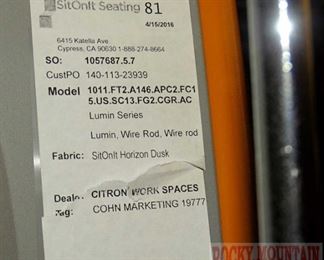 SitOnIt Seating 81
4/15/2016
6415 Katella Ave
Cypress, CA 90630 1-888-274-8664
SO: 1057687.5.7
CustPO 140-113-23939
Model 1011.FT2.A146.APC2.FC1
5.US.SC13.FG2.CGR.AC
Lumin Series
Lumin, Wire Rod, Wire rod
Fabric: SitOnIt Horizon Dusk
Dealer CITRON WORK SPACES
Tag: COHN MARKETING 19777
ROCKY MOUNTAIN